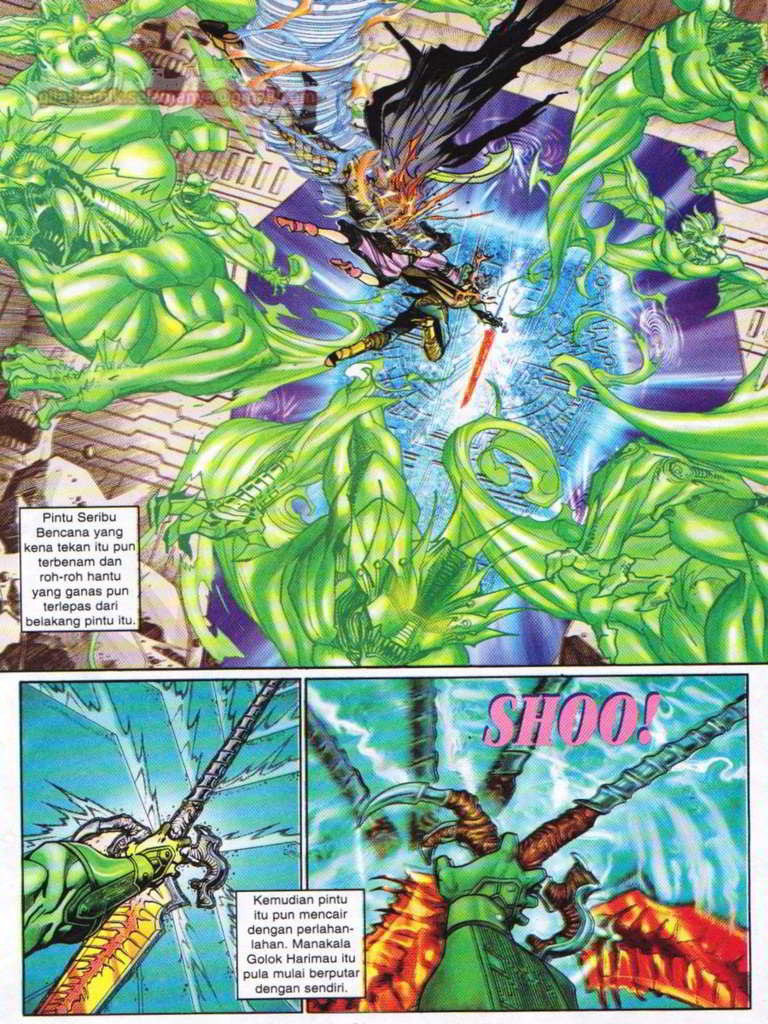 Pintu Seribu
Bencana yang
kena tekan itu pun
terbenam dan
roh-roh hantu
yang ganas pun
terlepas dari
belakang pintu itu.
SHOO!
Kemudian pintu
itu pun mencair
dengan perlahan-
lahan. Manakala
Golok Harimau itu
pula mulai berputar
dengan sendiri.